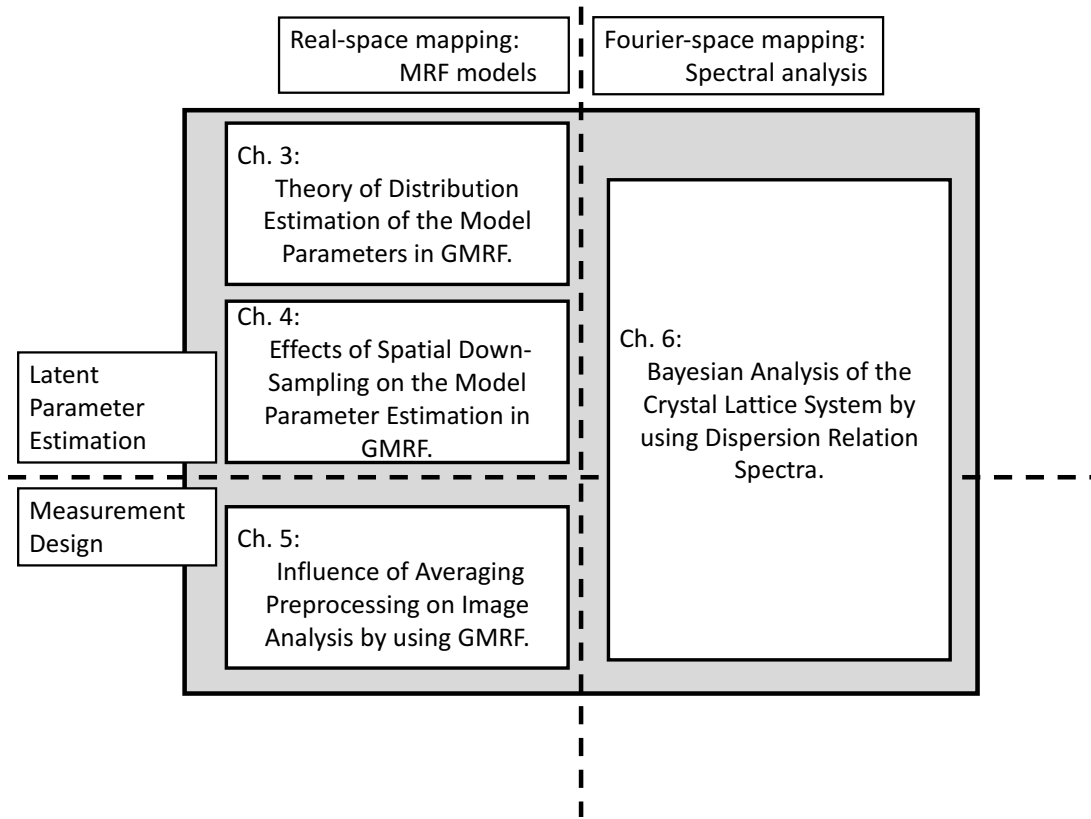 Real-space mapping:
MRF models
Fourier-space mapping:
Spectral analysis
Ch. 3:
Theory of Distribution
Estimation of the Model
Parameters in GMRF.
Ch. 4:
Effects of Spatial Down-
Sampling on the Model
Parameter Estimation in
GMRF.
Ch. 6:
Bayesian Analysis of the
Crystal Lattice System by
using Dispersion Relation
Spectra.
Latent
Parameter
Estimation
Measurement
Design
Ch. 5:
Influence of Averaging
Preprocessing on Image
Analysis by using GMRF.